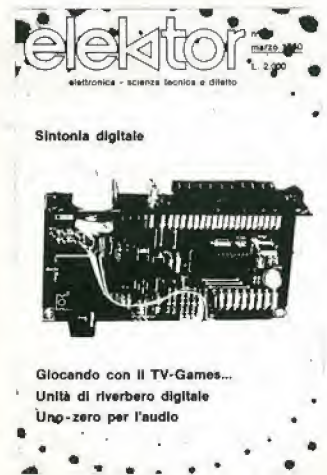 elektor
n°
marzo 1980
L. 2.000
elettronica - scienza tecnica e diletto
Sintonia digitale
Giocando con il TV-Games...
Unità di riverbero digitale
Uno-zero per l'audio